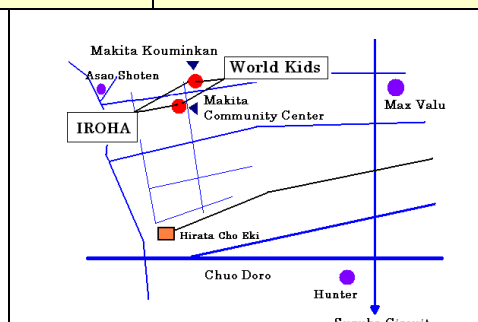 Makita Kouminkan
World Kids
Asao Shoten
Max Valu
Makita
Community Center
IROHA
Hirata Cho Eki
Chuo Doro
Hunter